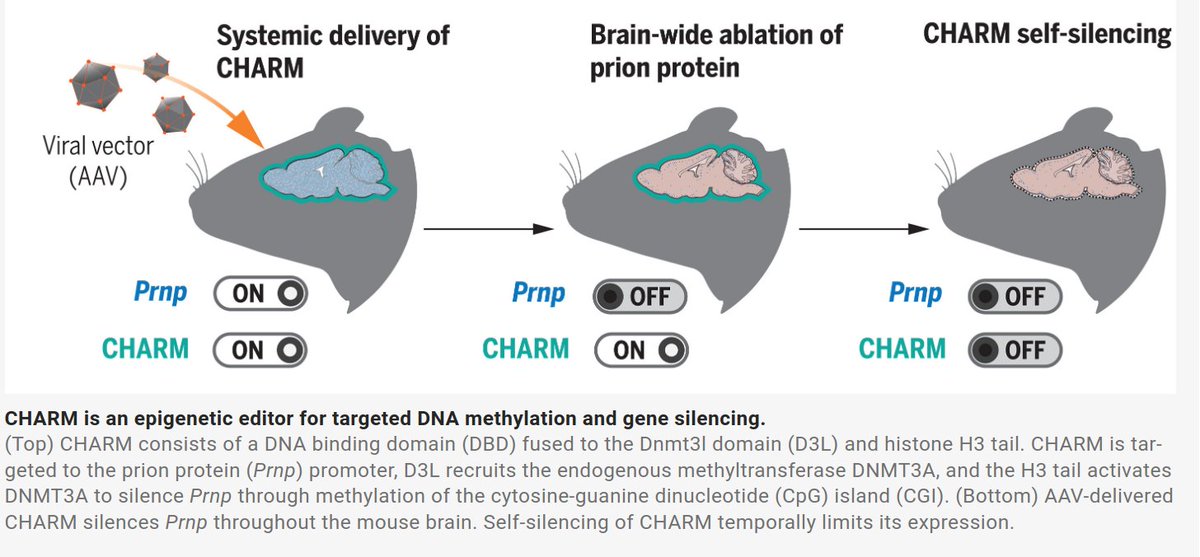 Systemic delivery of
CHARM
Brain-wide ablation of
prion protein
CHARM self-silencing
Viral vector
(AAV)
Prnp ON
CHARM ON
Prnp OFF
CHARM ON
Prnp OFF
CHARM OFF
CHARM is an epigenetic editor for targeted DNA methylation and gene silencing.
(Top) CHARM consists of a DNA binding domain (DBD) fused to the Dnmt3l domain (D3L) and histone H3 tail. CHARM is tar-
geted to the prion protein (Prnp) promoter, D3L recruits the endogenous methyltransferase DNMT3A, and the H3 tail activates
DNMT3A to silence Prnp through methylation of the cytosine-guanine dinucleotide (CpG) island (CGI). (Bottom) AAV-delivered
CHARM silences Prnp throughout the mouse brain. Self-silencing of CHARM temporally limits its expression.